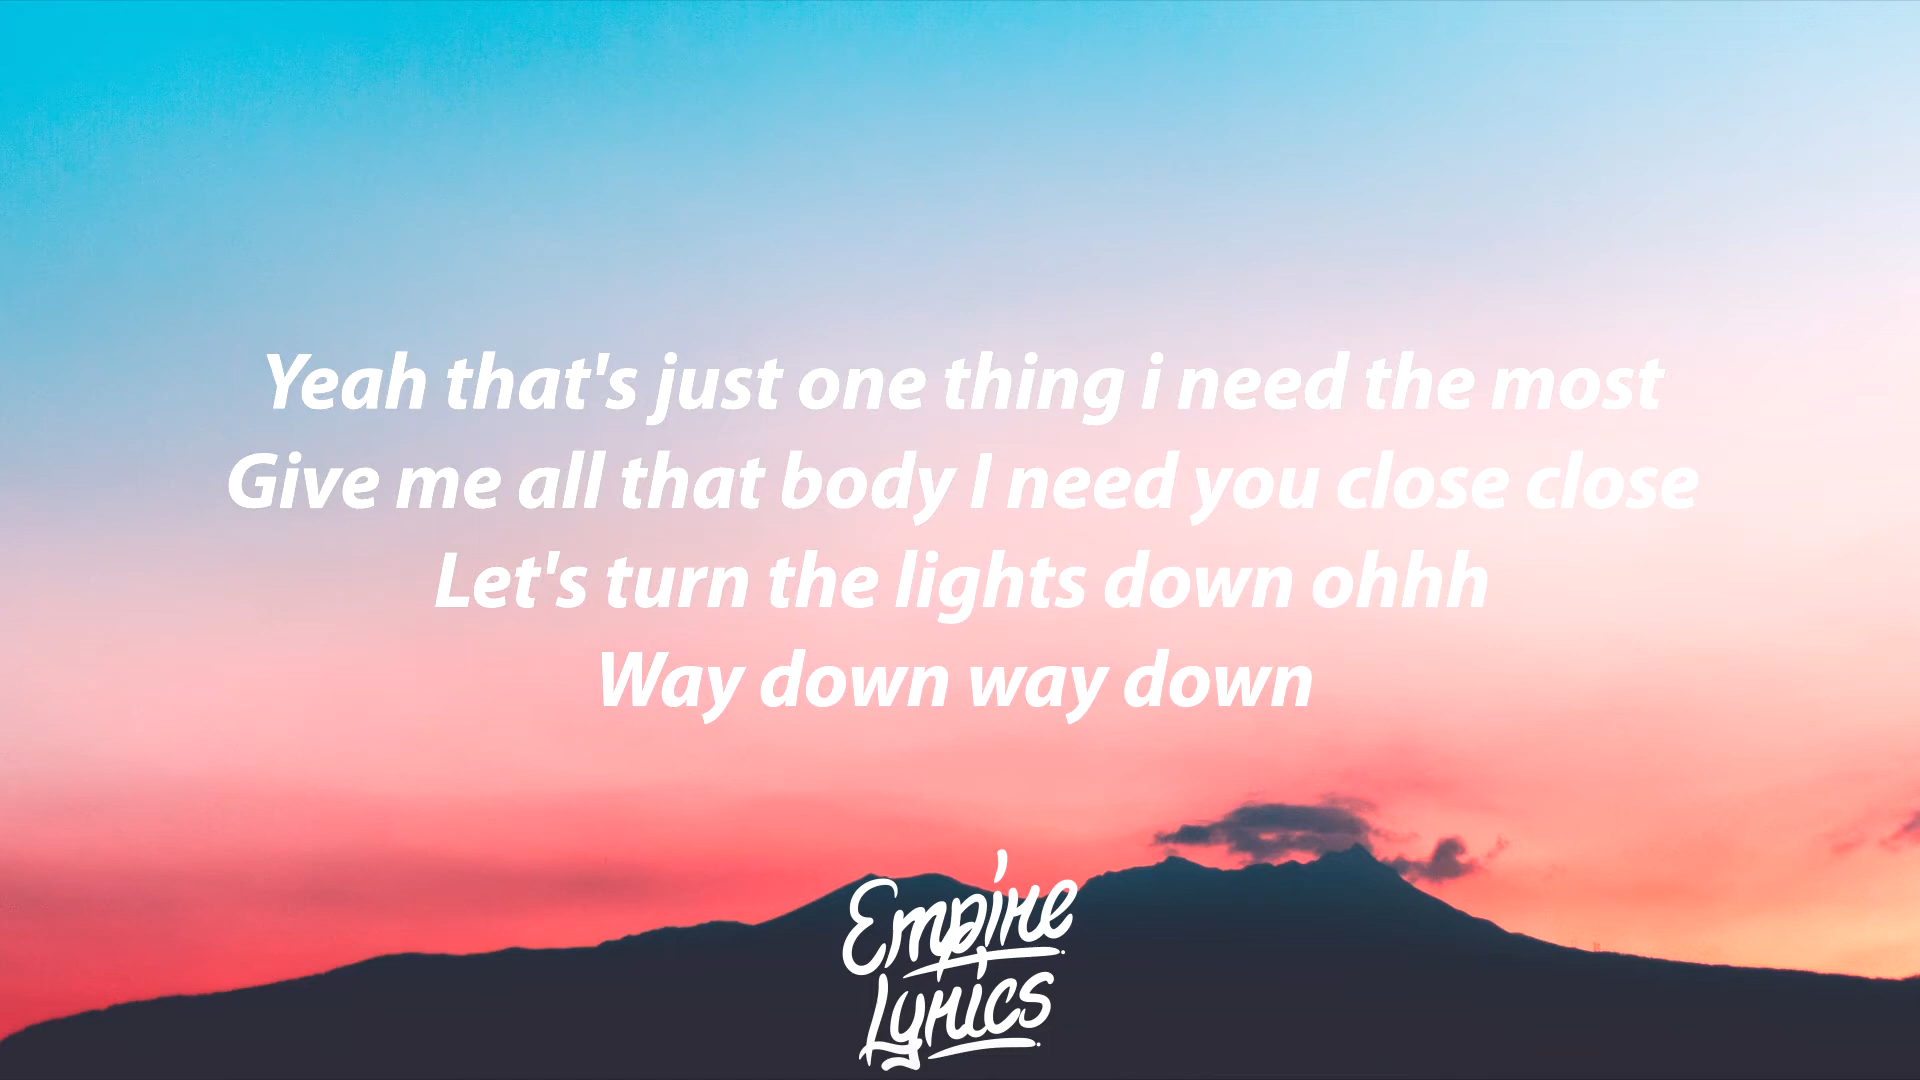 Yeah that's just one thing i need the most
Give me all that body I need you close close
Let's turn the lights down ohhh
Way down way down
Empire
Lyrics